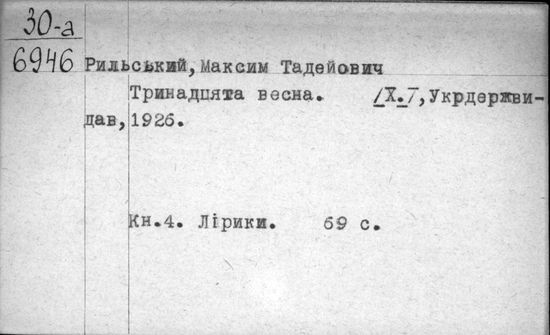 30-а
6946
Рильський, Максим Тадейович
Тринадцята весна. /Х./, Укрдержви-
дав, 1926.
Кн.4. Лірики. 69 с.